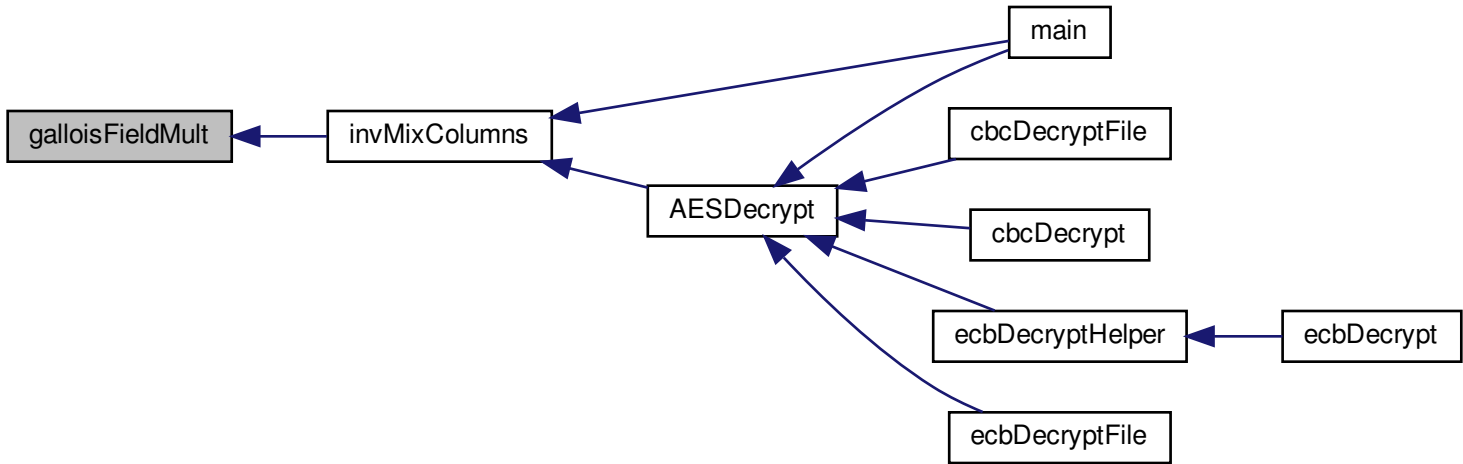 galloisFieldMult
invMixColumns
main
AESDecrypt
cbcDecryptFile
cbcDecrypt
ecbDecryptHelper
ecbDecrypt
ecbDecryptFile